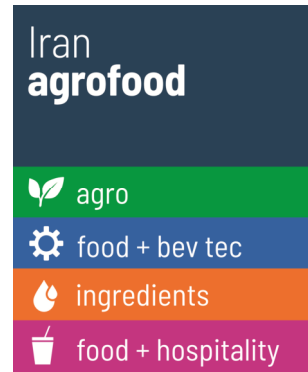 Iran
agrofood
agro
food + bev tec
ingredients
food + hospitality